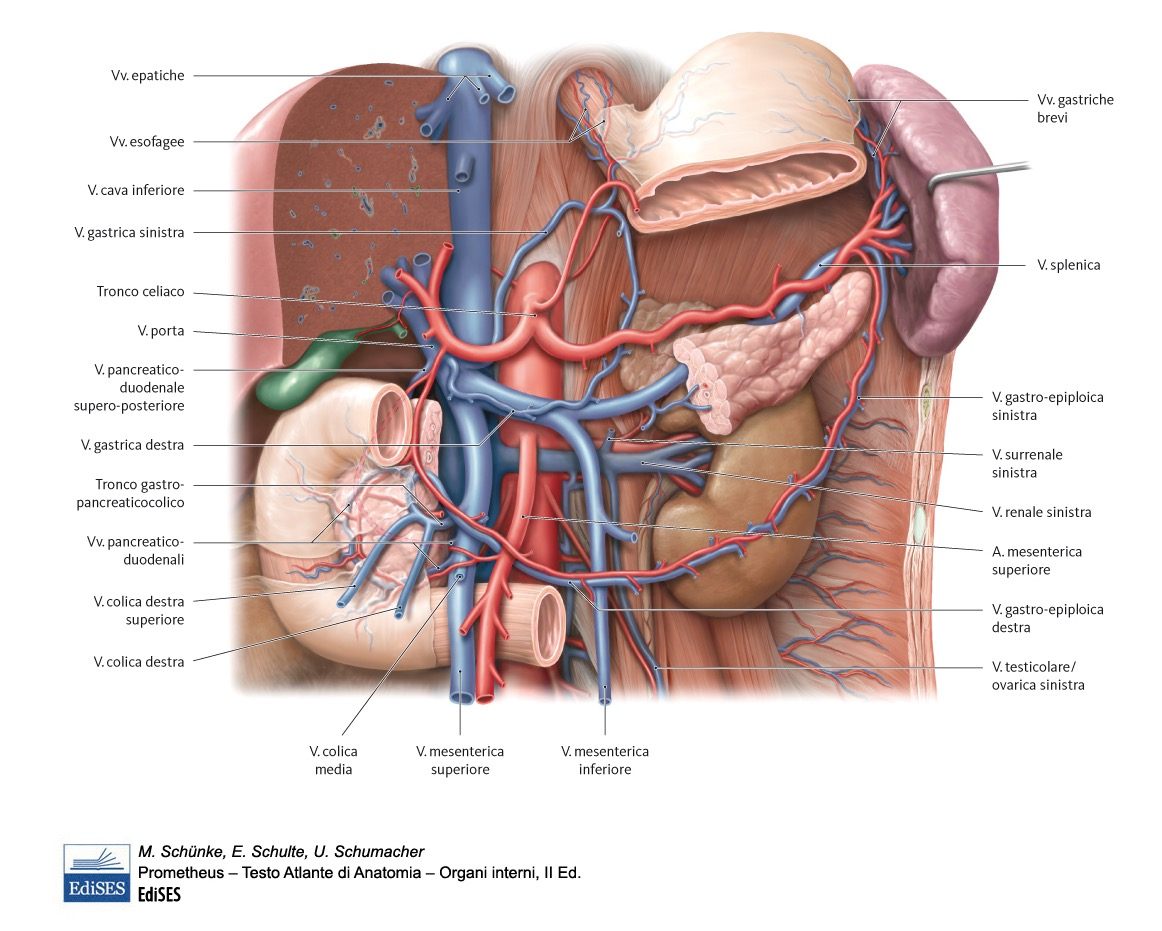 Vv. epatiche
Vv. esofagee
V. cava inferiore
V. gastrica sinistra
Tronco celiaco
V. porta
V. pancreatico-
duodenale
supero-posteriore
V. gastrica destra
Tronco gastro-
pancreaticocolico
Vv. pancreatico-
duodenali
V. colica destra
superiore
V. colica destra
V. colica
media
V. mesenterica
superiore
V. mesenterica
inferiore
Vv. gastriche
brevi
V. splenica
V. gastro-epiploica
sinistra
V. surrenale
sinistra
V. renale sinistra
A. mesenterica
superiore
V. gastro-epiploica
destra
V. testicolare/
ovarica sinistra
EdiSES
M. Schünke, E. Schulte, U. Schumacher
Prometheus – Testo Atlante di Anatomia – Organi interni, II Ed.
EdiSES